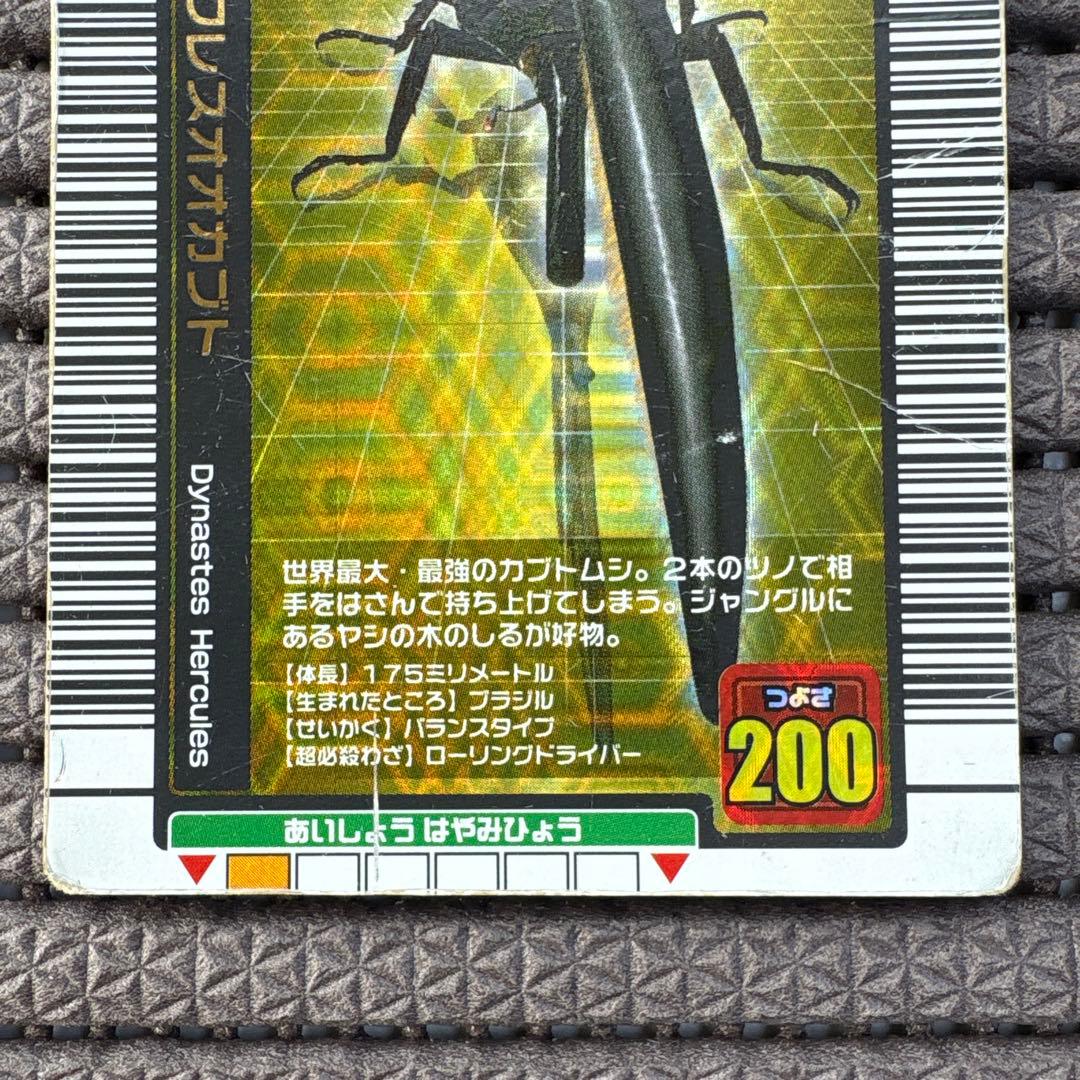 クレスオオカブト
Dynastes Hercules
世界最大・最強のカブトムシ。2本のツノで相
手をはさんで持ち上げてしまう。ジャングルに
あるヤシの木のしるが好物。
【体長】175ミリメートル
【生まれたところ】ブラジル
【せいかく】バランスタイプ
【超必殺わざ】ローリングドライバー
つよさ
200
あいしょうはやみひょう